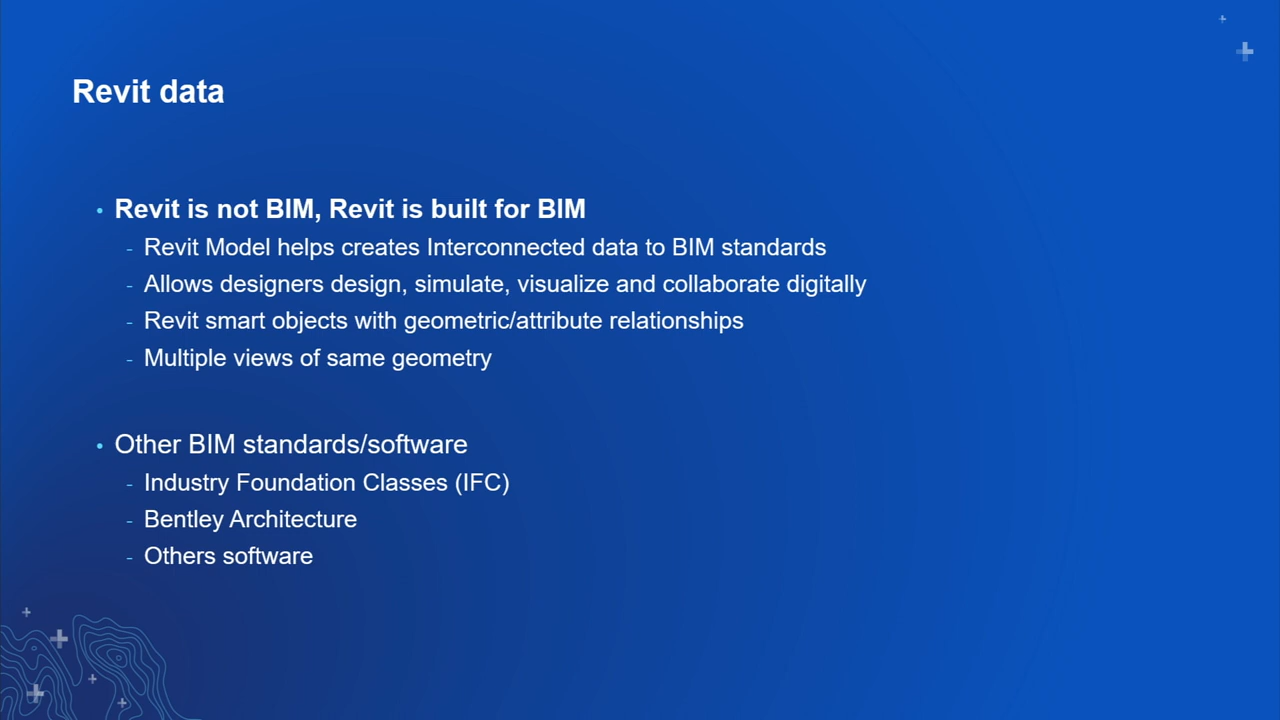 Revit data
• Revit is not BIM, Revit is built for BIM
- Revit Model helps creates Interconnected data to BIM standards
- Allows designers design, simulate, visualize and collaborate digitally
- Revit smart objects with geometric/attribute relationships
- Multiple views of same geometry
• Other BIM standards/software
- Industry Foundation Classes (IFC)
- Bentley Architecture
- Others software